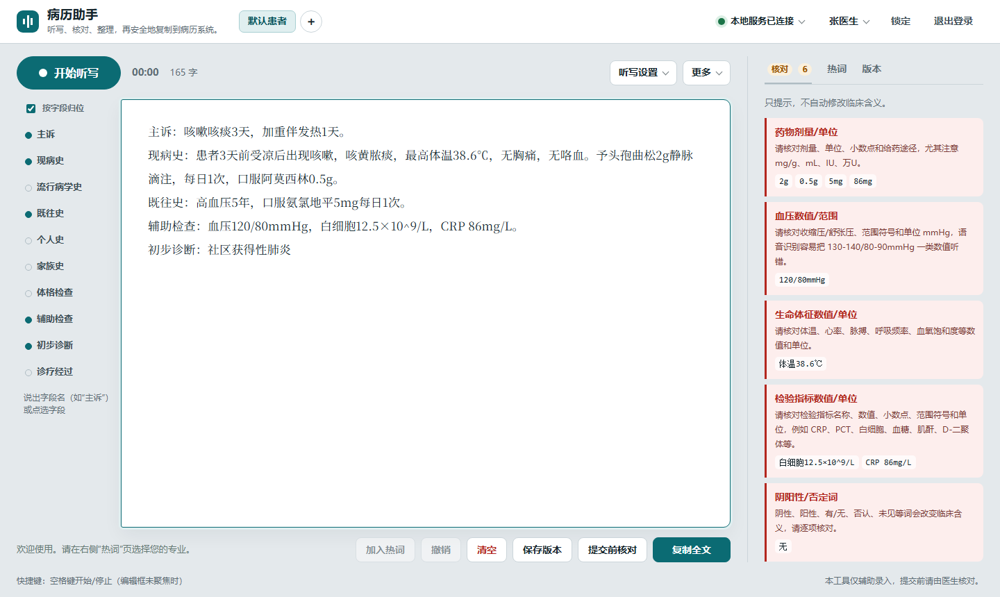 病历助手
听写、核对、整理，再安全地复制到病历系统。
默认患者
+
本地服务已连接
张医生
锁定
退出登录
开始听写
00:00
165 字
听写设置
更多
按字段归位
主诉
现病史
流行病学史
既往史
个人史
家族史
体格检查
辅助检查
初步诊断
诊疗经过
说出字段名（如“主诉”）
或点选字段
主诉：咳嗽咳痰3天，加重伴发热1天。
现病史：患者3天前受凉后出现咳嗽，咳黄脓痰，最高体温38.6℃，无胸痛，无咯血。予头孢曲松2g静脉
滴注，每日1次，口服阿莫西林0.5g。
既往史：高血压5年，口服氨氯地平5mg每日1次。
辅助检查：血压120/80mmHg，白细胞12.5×10^9/L，CRP 86mg/L。
初步诊断：社区获得性肺炎
欢迎使用。请在右侧“热词”页选择您的专业。
加入热词
撤销
清空
保存版本
提交前核对
复制全文
核对 6
热词
版本
只提示，不自动修改临床含义。
药物剂量/单位
请核对剂量、单位、小数点和给药途径，尤其注意
mg/g、mL、IU、万U。
2g 0.5g 5mg 86mg
血压数值/范围
请核对收缩压/舒张压、范围符号和单位 mmHg，语
音识别容易把 130-140/80-90mmHg 一类数值听
错。
120/80mmHg
生命体征数值/单位
请核对体温、心率、脉搏、呼吸频率、血氧饱和度等数
值和单位。
体温38.6℃
检验指标数值/单位
请核对检验指标名称、数值、小数点、范围符号和单
位，例如 CRP、PCT、白细胞、血糖、肌酐、D-二聚
体等。
白细胞12.5×10^9/L CRP 86mg/L
阴阳性/否定词
阴性、阳性、有/无、否认、未见等词会改变临床含
义，请逐项核对。
无
快捷键：空格键开始/停止（编辑框未聚焦时）
本工具仅辅助录入，提交前请由医生核对。